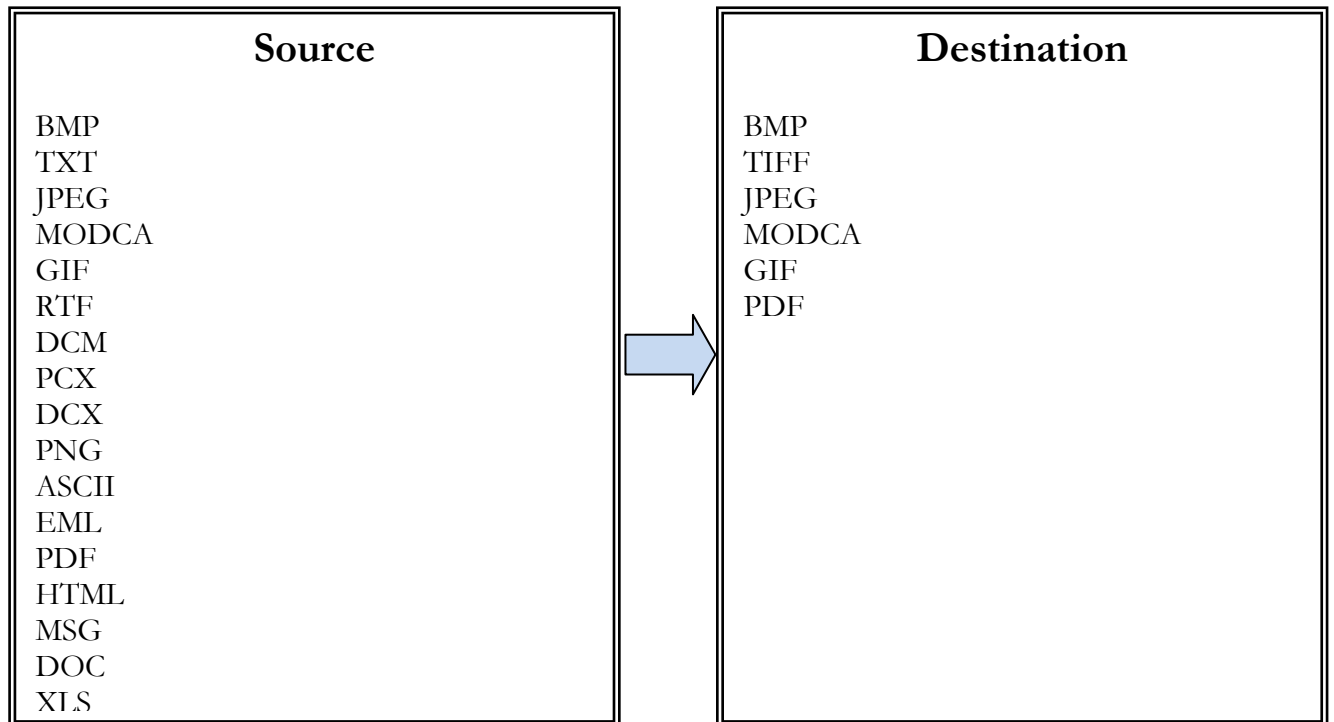 Source
BMP
TXT
JPEG
MODCA
GIF
RTF
DCM
PCX
DCX
PNG
ASCII
EML
PDF
HTML
MSG
DOC
XLS
Destination
BMP
TIFF
JPEG
MODCA
GIF
PDF